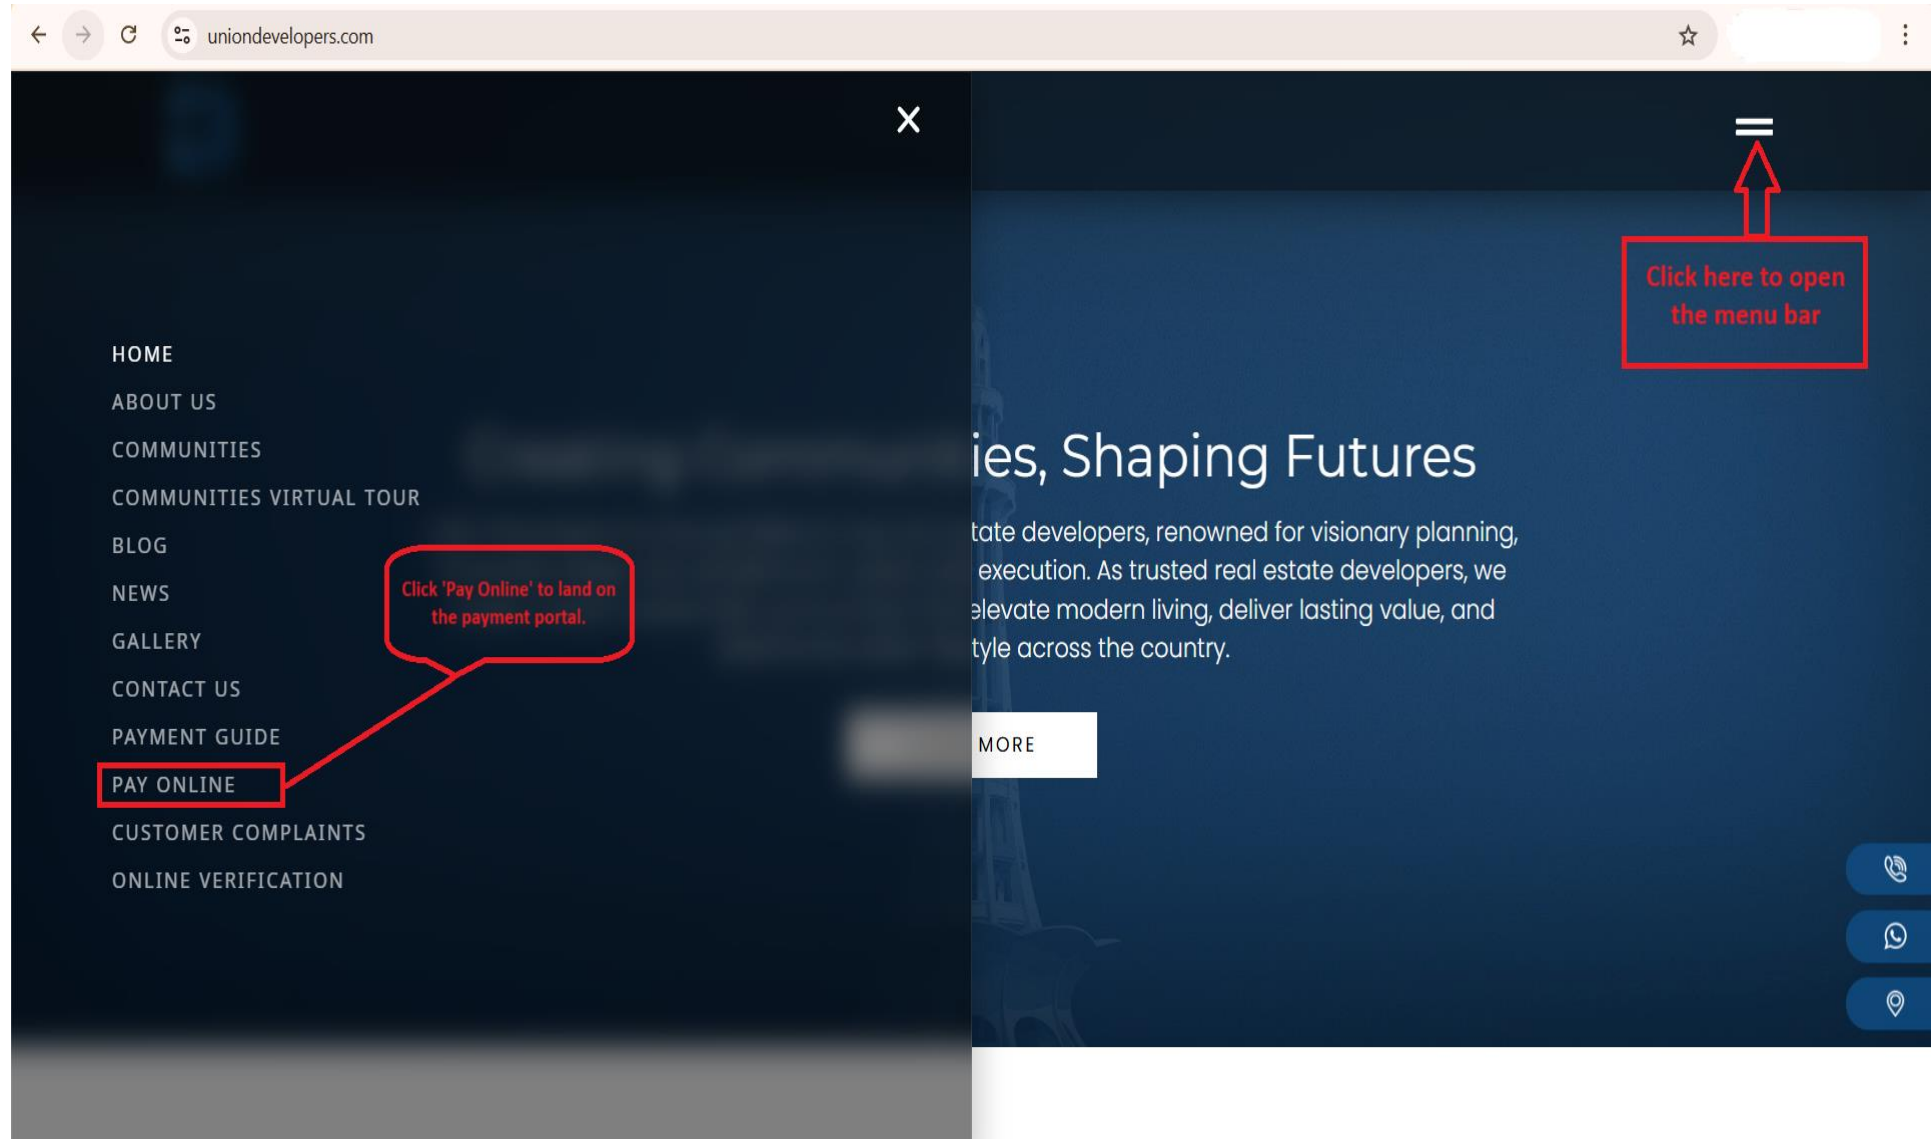 uniondevelopers.com
Click here to open
the menu bar
HOME
ABOUT US
COMMUNITIES
COMMUNITIES VIRTUAL TOUR
BLOG
NEWS
GALLERY
CONTACT US
PAYMENT GUIDE
PAY ONLINE
CUSTOMER COMPLAINTS
ONLINE VERIFICATION
Click 'Pay Online' to land on
the payment portal.
ies, Shaping Futures
tate developers, renowned for visionary planning,
execution. As trusted real estate developers, we
elevate modern living, deliver lasting value, and
tyle across the country.
MORE